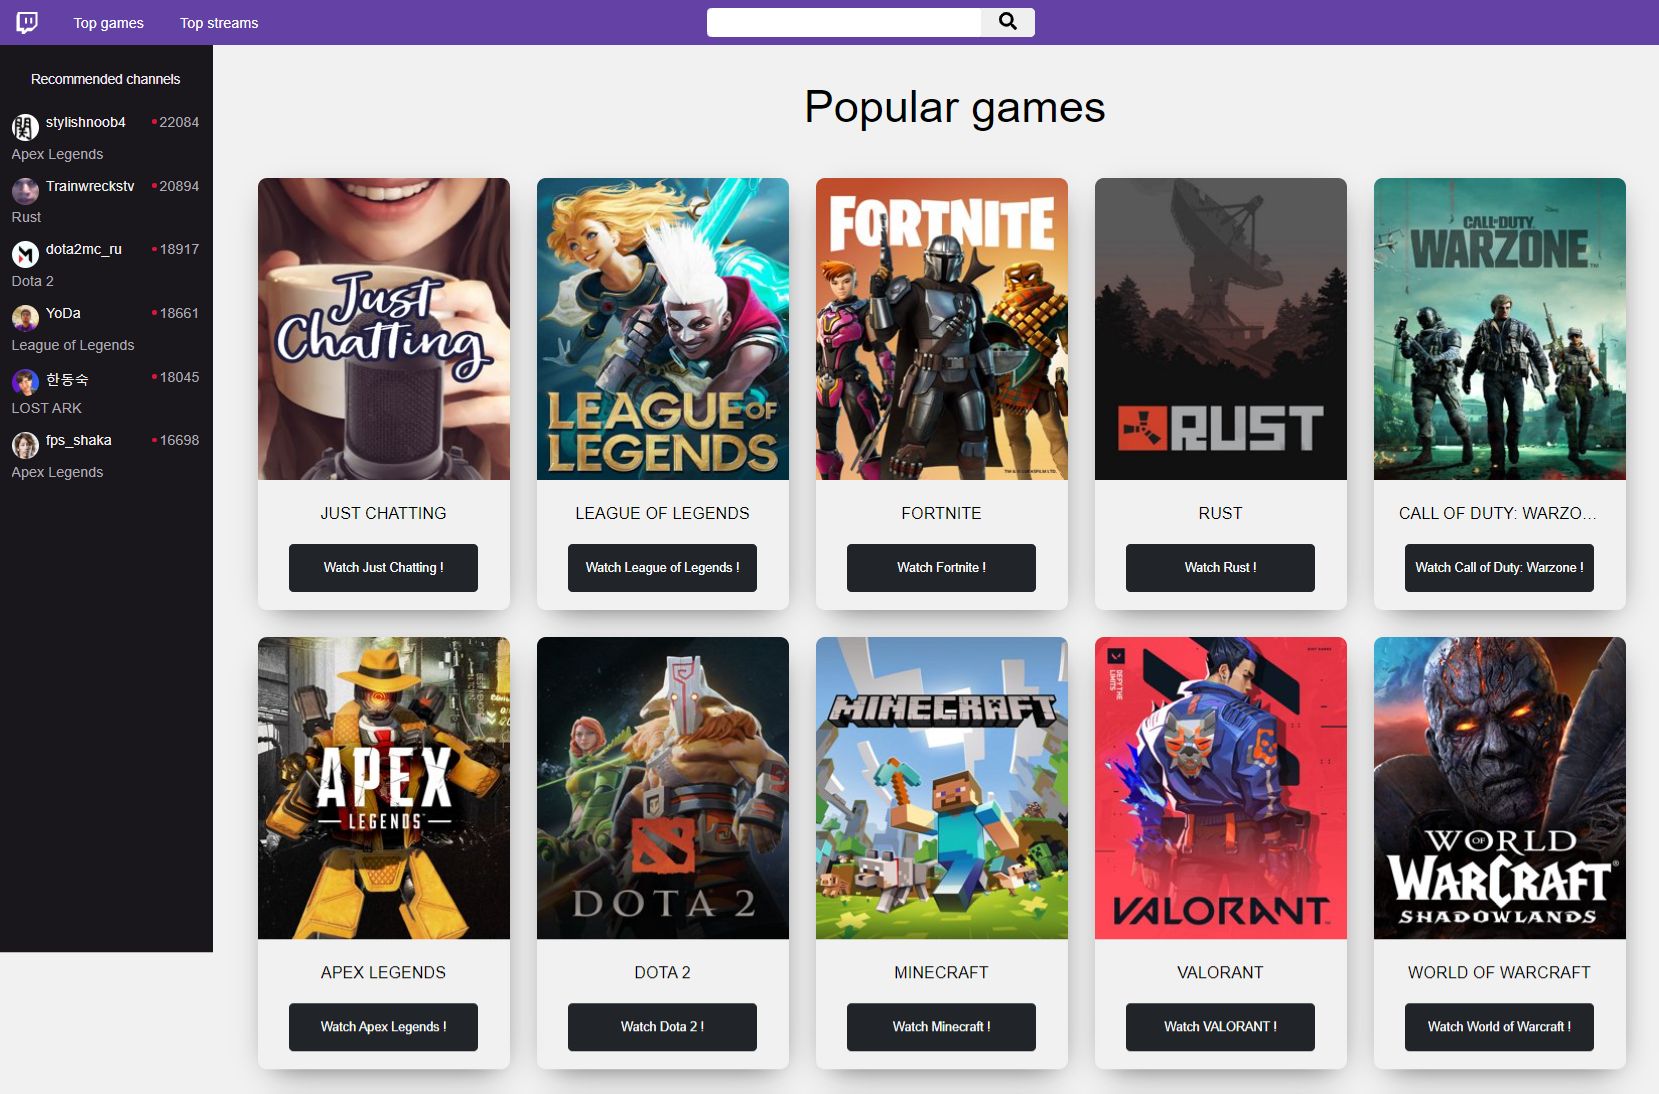 Top games
Top streams
Recommended channels
stylishnoob4
22084
Apex Legends
Trainwreckstv
20894
Rust
dota2mc_ru
18917
Dota 2
YoDa
18661
League of Legends
한동숙
18045
LOST ARK
fps_shaka
16698
Apex Legends
Popular games
Just
Chatting
LEAGUE OF
LEGENDS
FORTNITE
RUST
CALL OF DUTY
WARZONE
JUST CHATTING
LEAGUE OF LEGENDS
FORTNITE
RUST
CALL OF DUTY: WARZO...
Watch Just Chatting !
Watch League of Legends !
Watch Fortnite !
Watch Rust !
Watch Call of Duty: Warzone !
APEX
LEGENDS
DOTA 2
MINECRAFT
DEFY THE
LIMITS
RIOT GAMES
VALORANT
WORLD
OF
WARCRAFT
SHADOWLANDS
APEX LEGENDS
DOTA 2
MINECRAFT
VALORANT
WORLD OF WARCRAFT
Watch Apex Legends !
Watch Dota 2 !
Watch Minecraft !
Watch VALORANT !
Watch World of Warcraft !